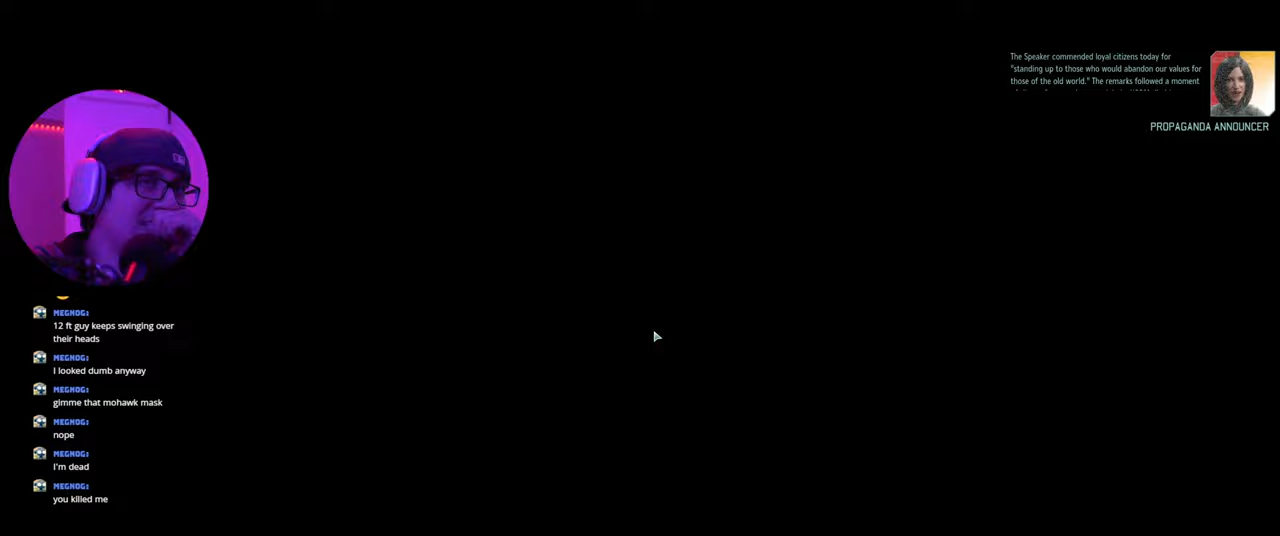 The Speaker commended loyal citizens today for
"standing up to those who would abandon our values for
those of the old world." The remarks followed a moment
PROPAGANDA ANNOUNCER
MEGNOG:
12 ft guy keeps swinging over
their heads
MEGNOG:
I looked dumb anyway
MEGNOG:
gimme that mohawk mask
MEGNOG:
nope
MEGNOG:
I'm dead
MEGNOG:
you killed me